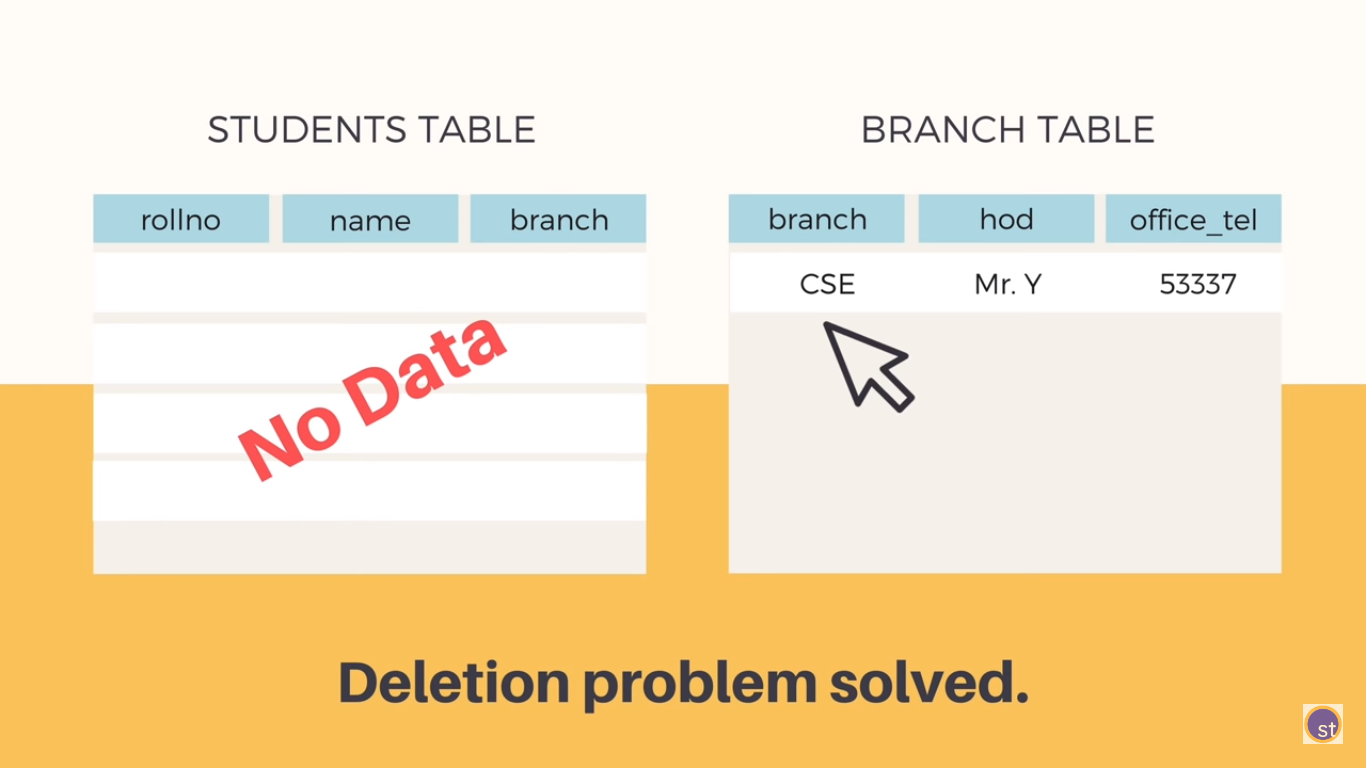 STUDENTS TABLE
BRANCH TABLE
rollno name branch
No Data
branch hod office_tel
CSE Mr. Y 53337
Deletion problem solved.
st